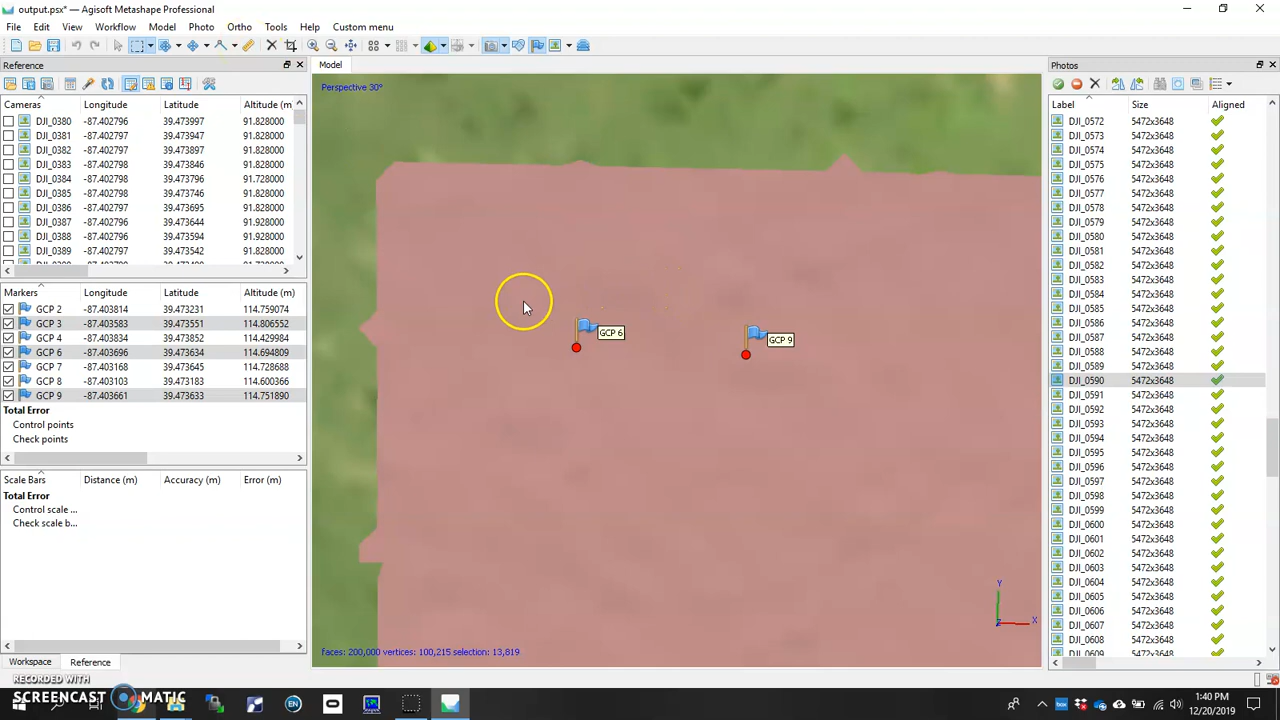 output.psx* — Agisoft Metashape Professional
File Edit View Workflow Model Photo Ortho Tools Help Custom menu
Reference
Cameras Longitude Latitude Altitude (m)
DJI_0380 -87.402796 39.473997 91.828000
DJI_0381 -87.402796 39.473947 91.828000
DJI_0382 -87.402796 39.473897 91.828000
DJI_0383 -87.402796 39.473846 91.828000
DJI_0384 -87.402796 39.473796 91.728000
DJI_0385 -87.402796 39.473745 91.828000
DJI_0386 -87.402796 39.473695 91.828000
DJI_0387 -87.402796 39.473644 91.928000
DJI_0388 -87.402796 39.473594 91.928000
DJI_0389 -87.402797 39.473542 91.828000
Markers Longitude Latitude Altitude (m)
GCP 2 -87.403814 39.473231 114.759074
GCP 3 -87.403583 39.473551 114.806552
GCP 4 -87.403834 39.473852 114.429984
GCP 6 -87.403696 39.473634 114.694809
GCP 7 -87.403168 39.473645 114.728688
GCP 8 -87.403103 39.473183 114.600366
GCP 9 -87.403661 39.473633 114.751890
Total Error
Control points
Check points
Scale Bars Distance (m) Accuracy (m) Error (m)
Total Error
Control scale ...
Check scale b...
Workspace Reference
Model
Perspective 30°
GCP 6
GCP 9
Y
X
Z
faces: 200,000 vertices: 100,215 selection: 13,819
Photos
Label Size Aligned
DJI_0572 5472x3648
DJI_0573 5472x3648
DJI_0574 5472x3648
DJI_0575 5472x3648
DJI_0576 5472x3648
DJI_0577 5472x3648
DJI_0578 5472x3648
DJI_0579 5472x3648
DJI_0580 5472x3648
DJI_0581 5472x3648
DJI_0582 5472x3648
DJI_0583 5472x3648
DJI_0584 5472x3648
DJI_0585 5472x3648
DJI_0586 5472x3648
DJI_0587 5472x3648
DJI_0588 5472x3648
DJI_0589 5472x3648
DJI_0590 5472x3648
DJI_0591 5472x3648
DJI_0592 5472x3648
DJI_0593 5472x3648
DJI_0594 5472x3648
DJI_0595 5472x3648
DJI_0596 5472x3648
DJI_0597 5472x3648
DJI_0598 5472x3648
DJI_0599 5472x3648
DJI_0600 5472x3648
DJI_0601 5472x3648
DJI_0602 5472x3648
DJI_0603 5472x3648
DJI_0604 5472x3648
DJI_0605 5472x3648
DJI_0606 5472x3648
DJI_0607 5472x3648
DJI_0608 5472x3648
DJI_0609 5472x3648
RECORDED WITH
SCREENCAST MATIC
EN
1:40 PM
12/20/2019